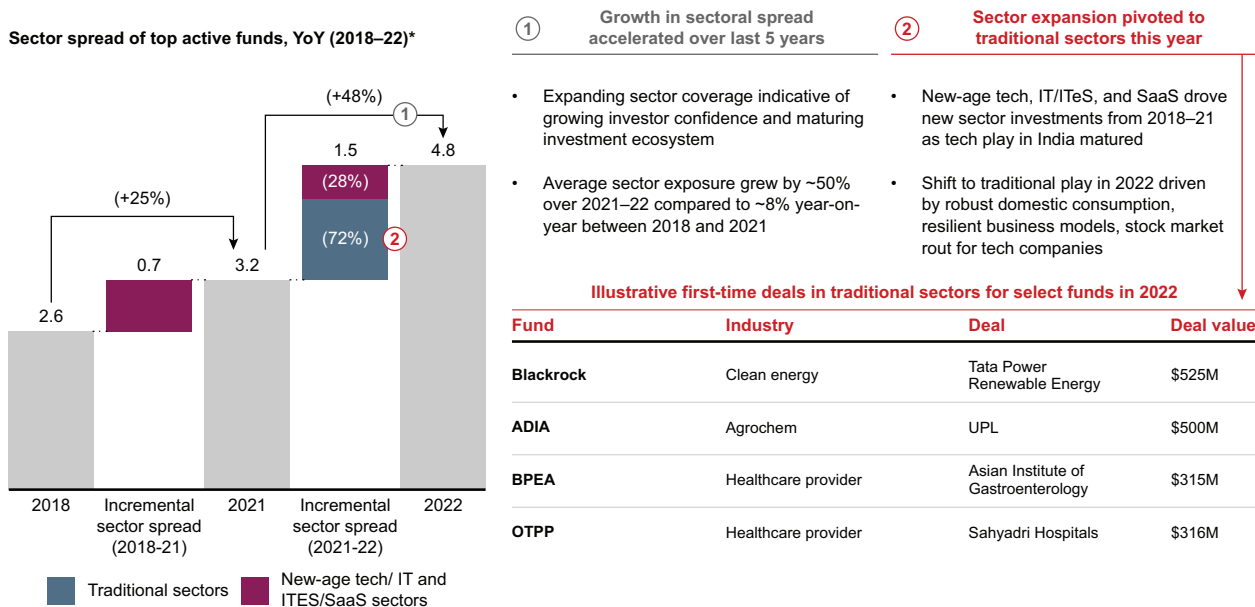 Sector spread of top active funds, YoY (2018–22)*
(+48%)
1
1.5
4.8
(28%)
(+25%)
(72%)
2
0.7
3.2
2.6
2018
Incremental
sector spread
(2018-21)
2021
Incremental
sector spread
(2021-22)
2022
Traditional sectors
New-age tech/ IT and
ITES/SaaS sectors
1
Growth in sectoral spread
accelerated over last 5 years
• Expanding sector coverage indicative of
growing investor confidence and maturing
investment ecosystem
• Average sector exposure grew by ~50%
over 2021–22 compared to ~8% year-on-
year between 2018 and 2021
2
Sector expansion pivoted to
traditional sectors this year
• New-age tech, IT/ITeS, and SaaS drove
new sector investments from 2018–21
as tech play in India matured
• Shift to traditional play in 2022 driven
by robust domestic consumption,
resilient business models, stock market
rout for tech companies
Illustrative first-time deals in traditional sectors for select funds in 2022
Fund Industry Deal Deal value
Blackrock Clean energy Tata Power
Renewable Energy $525M
ADIA Agrochem UPL $500M
BPEA Healthcare provider Asian Institute of
Gastroenterology $315M
OTPP Healthcare provider Sahyadri Hospitals $316M